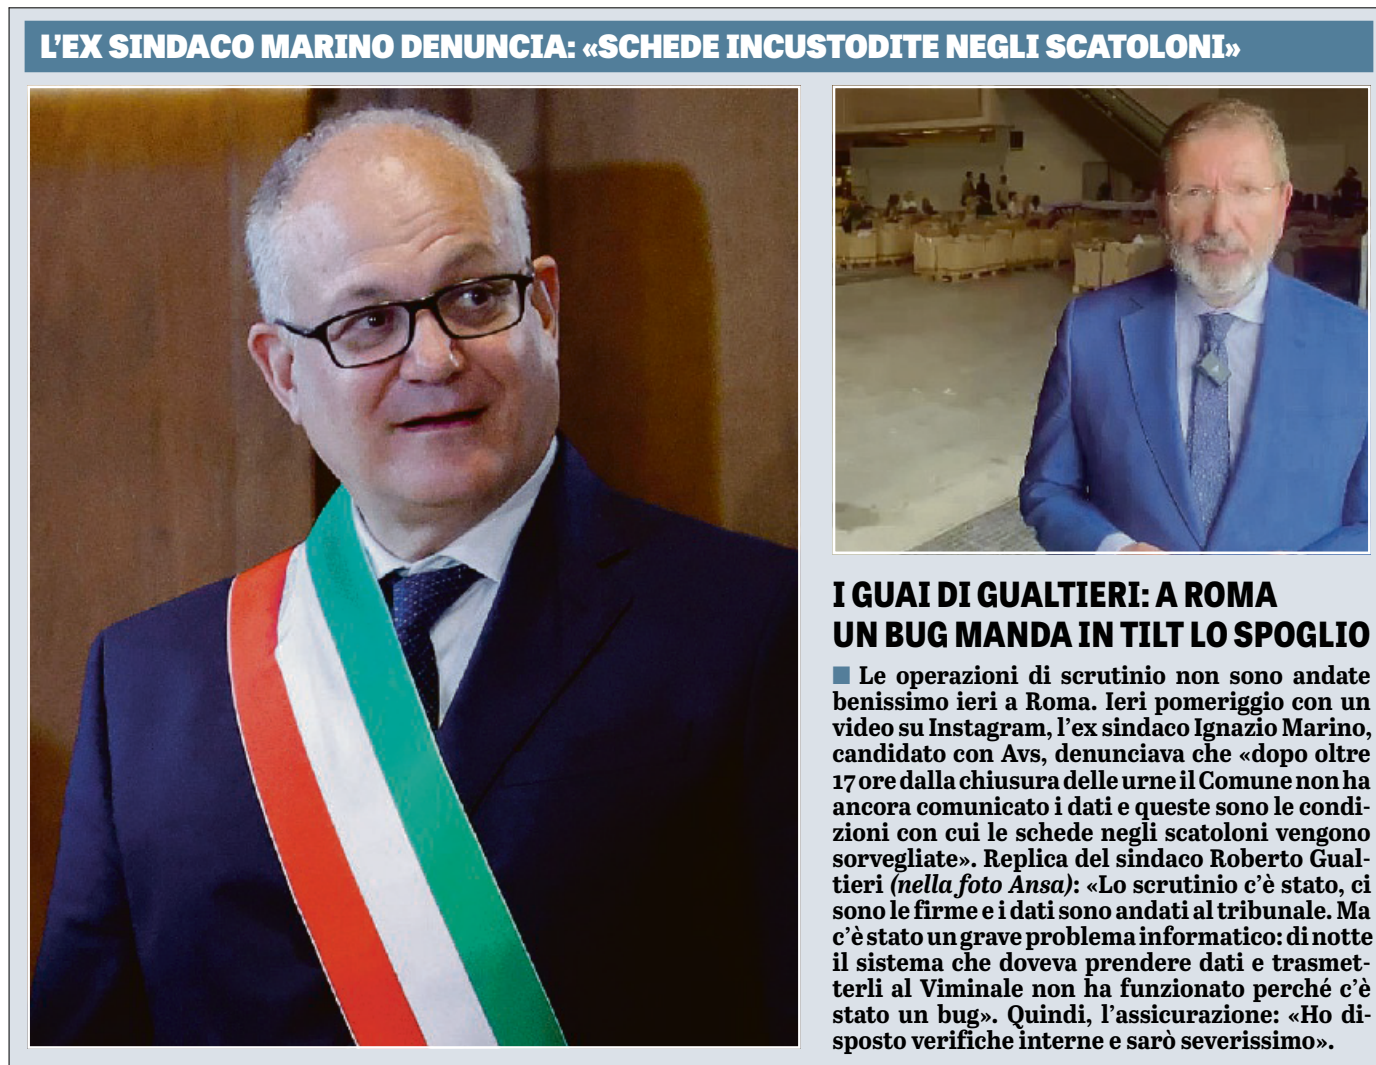 L'EX SINDACO MARINO DENUNCIA: «SCHEDE INCUSTODITE NEGLI SCATOLONI»
I GUAI DI GUALTIERI: A ROMA
UN BUG MANDA IN TILT LO SPOGLIO
■ Le operazioni di scrutinio non sono andate
benissimo ieri a Roma. Ieri pomeriggio con un
video su Instagram, l'ex sindaco Ignazio Marino,
candidato con Avs, denunciava che «dopo oltre
17 ore dalla chiusura delle urne il Comune non ha
ancora comunicato i dati e queste sono le condi-
zioni con cui le schede negli scatoloni vengono
sorvegliate». Replica del sindaco Roberto Gual-
tieri (nella foto Ansa): «Lo scrutinio c'è stato, ci
sono le firme e i dati sono andati al tribunale. Ma
c'è stato un grave problema informatico: di notte
il sistema che doveva prendere dati e trasmet-
terli al Viminale non ha funzionato perché c'è
stato un bug». Quindi, l'assicurazione: «Ho di-
sposto verifiche interne e sarò severissimo».